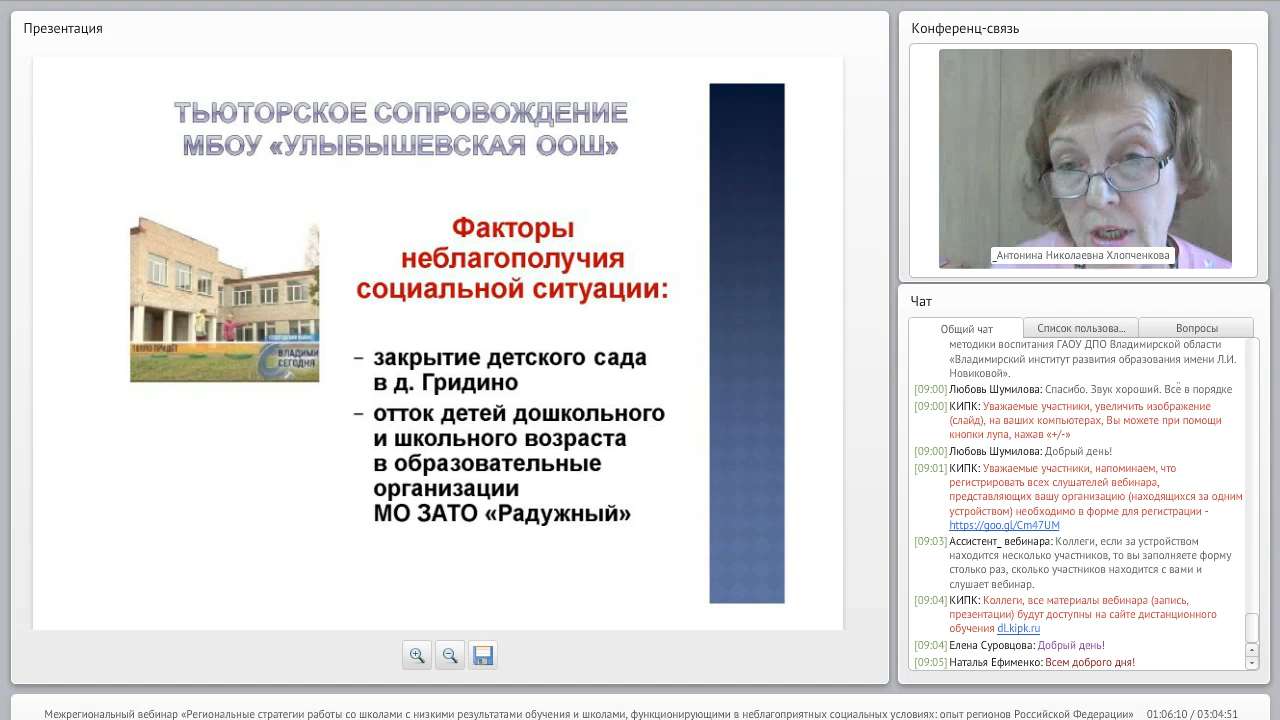 Презентация
ТЬЮТОРСКОЕ СОПРОВОЖДЕНИЕ
МБОУ «УЛЫБЫШЕВСКАЯ ООШ»
ТЕПЛО ПРИДЁТ
ВЛАДИМИ
СЕГОДНЯ
Факторы
неблагополучия
социальной ситуации:
– закрытие детского сада
в д. Гридино
– отток детей дошкольного
и школьного возраста
в образовательные
организации
МО ЗАТО «Радужный»
Конференц-связь
_Антонина Николаевна Хлопченкова
Чат
Общий чат
Список пользова...
Вопросы
методики воспитания ГАОУ ДПО Владимирской области
«Владимирский институт развития образования имени Л.И.
Новиковой».
[09:00] Любовь Шумилова: Спасибо. Звук хороший. Всё в порядке
[09:00] КИПК: Уважаемые участники, увеличить изображение
(слайд), на ваших компьютерах, Вы можете при помощи
кнопки лупа, нажав «+/-»
[09:00] Любовь Шумилова: Добрый день!
[09:01] КИПК: Уважаемые участники, напоминаем, что
регистрировать всех слушателей вебинара,
представляющих вашу организацию (находящихся за одним
устройством) необходимо в форме для регистрации -
https://goo.gl/Cm47UM
[09:03] Ассистент_ вебинара: Коллеги, если за устройством
находится несколько участников, то вы заполняете форму
столько раз, сколько участников находится с вами и
слушает вебинар.
[09:04] КИПК: Коллеги, все материалы вебинара (запись,
презентации) будут доступны на сайте дистанционного
обучения dl.kipk.ru
[09:04] Елена Суровцова: Добрый день!
[09:05] Наталья Ефименко: Всем доброго дня!
Межрегиональный вебинар «Региональные стратегии работы со школами с низкими результатами обучения и школами, функционирующими в неблагоприятных социальных условиях: опыт регионов Российской Федерации» 01:06:10 / 03:04:51